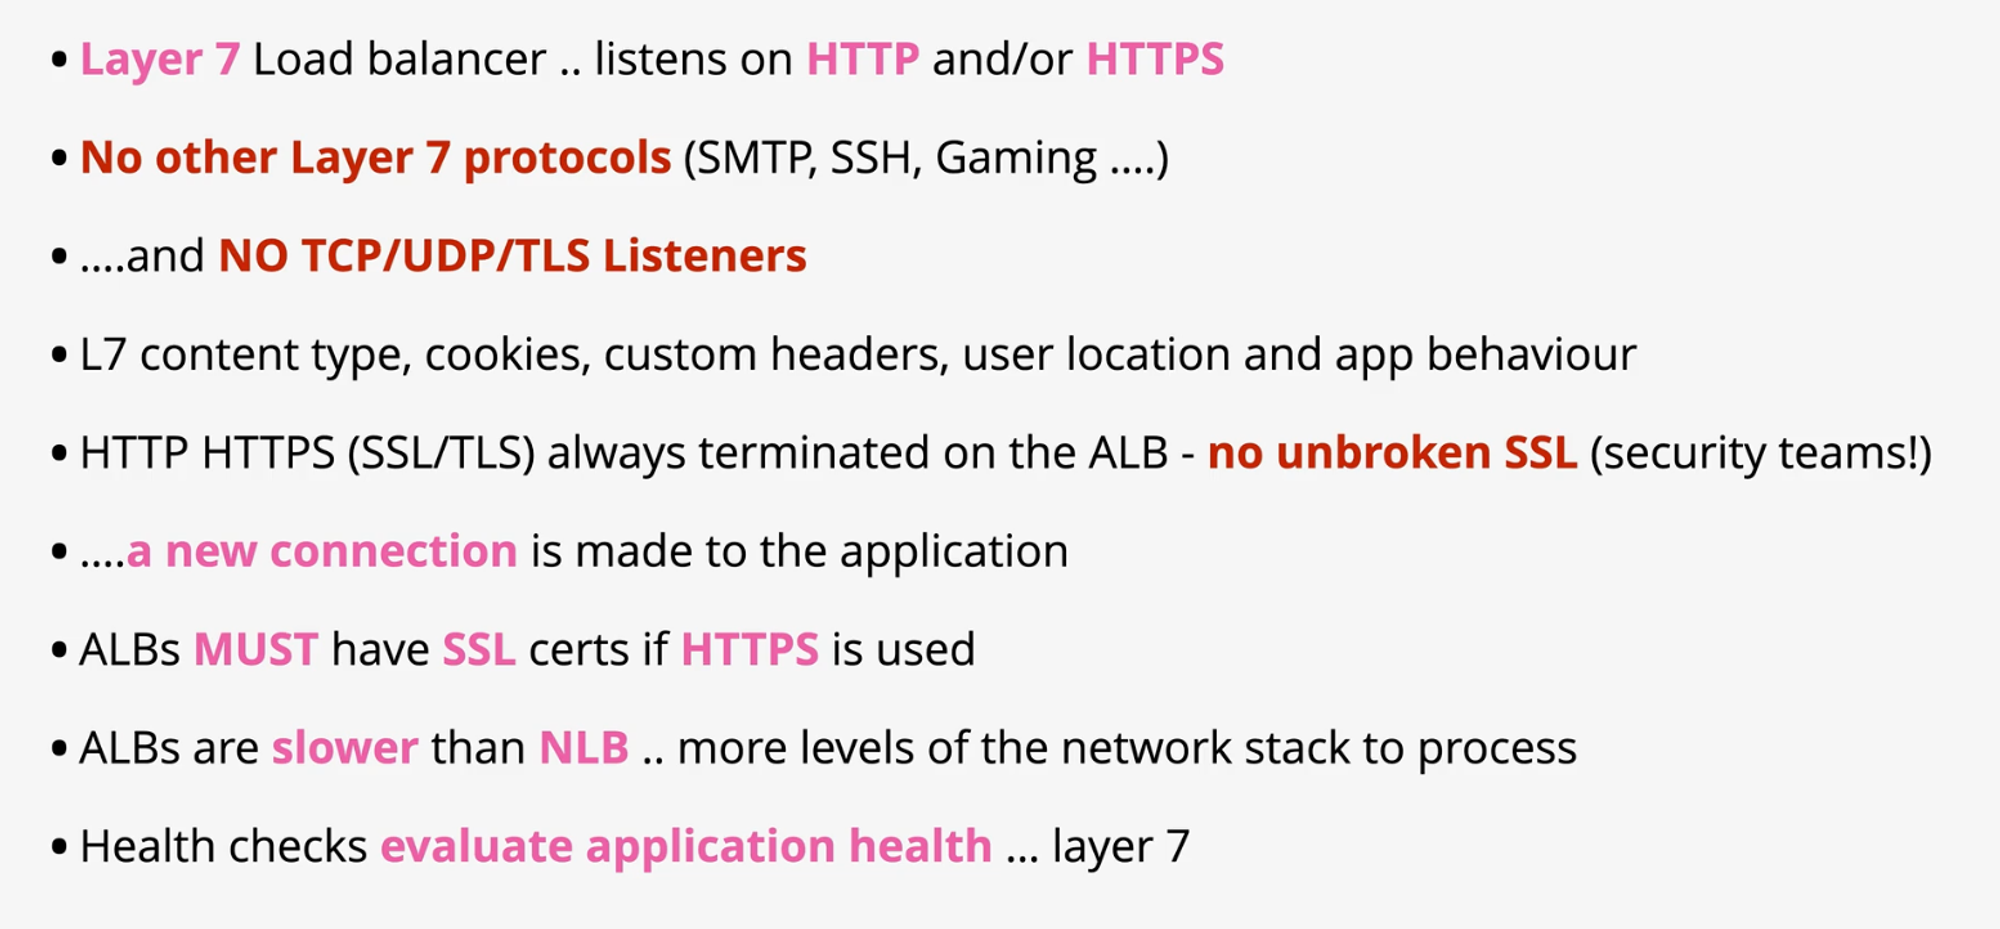 • Layer 7 Load balancer .. listens on HTTP and/or HTTPS
• No other Layer 7 protocols (SMTP, SSH, Gaming ....)
• ....and NO TCP/UDP/TLS Listeners
• L7 content type, cookies, custom headers, user location and app behaviour
• HTTP HTTPS (SSL/TLS) always terminated on the ALB - no unbroken SSL (security teams!)
• ....a new connection is made to the application
• ALBs MUST have SSL certs if HTTPS is used
• ALBs are slower than NLB .. more levels of the network stack to process
• Health checks evaluate application health ... layer 7